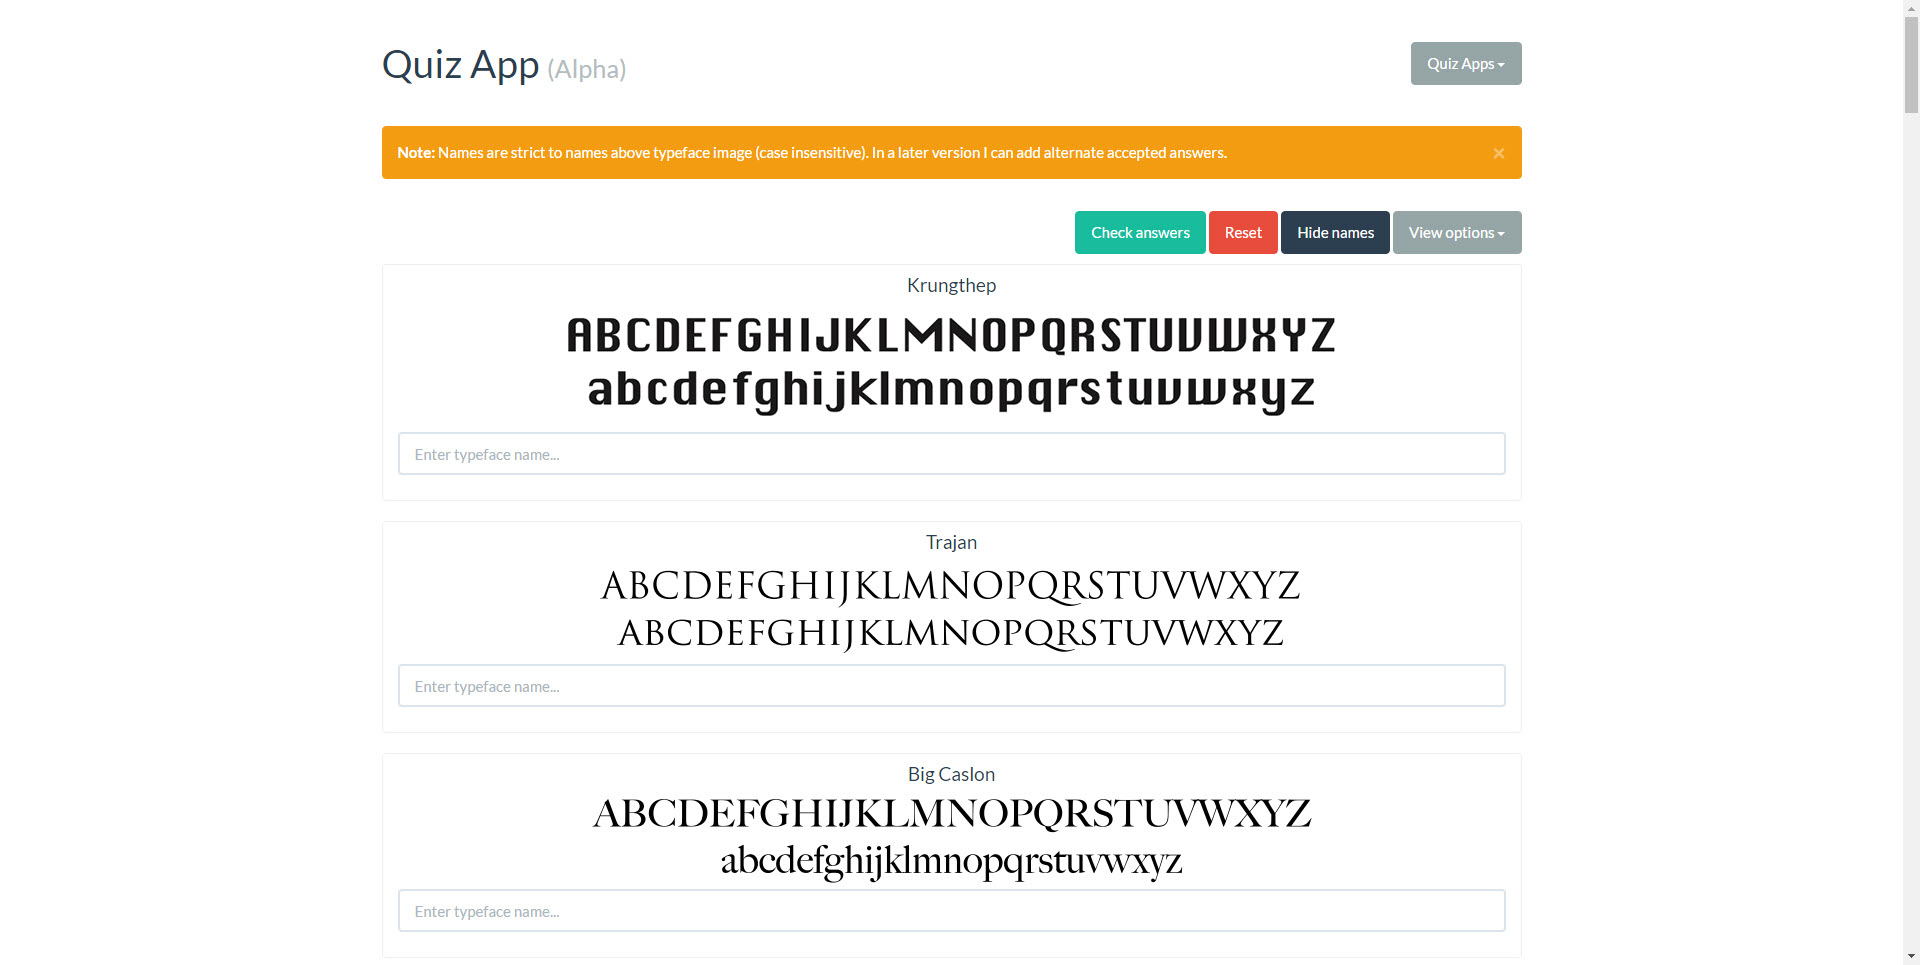 Quiz App (Alpha)
Quiz Apps
Note: Names are strict to names above typeface image (case insensitive). In a later version I can add alternate accepted answers.
×
Check answers Reset Hide names View options
Krungthep
ABCDEFGHIJKLMNOPQRSTUVWXYZ
abcdefghijklmnopqrstuvwxyz
Enter typeface name...
Trajan
ABCDEFGHIJKLMNOPQRSTUVWXYZ
ABCDEFGHIJKLMNOPQRSTUVWXYZ
Enter typeface name...
Big Caslon
ABCDEFGHIJKLMNOPQRSTUVWXYZ
abcdefghijklmnopqrstuvwxyz
Enter typeface name...